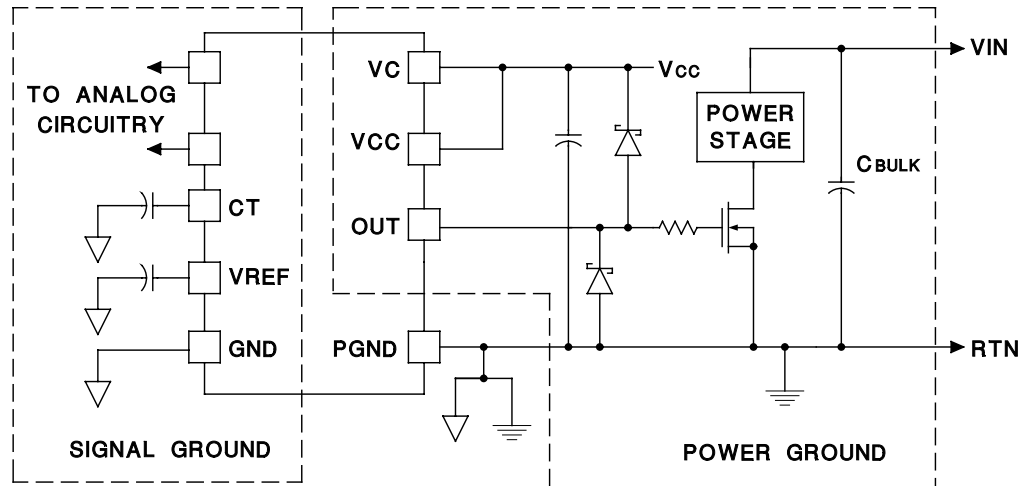 VIN
VC
VCC
TO ANALOG
CIRCUITRY
POWER
STAGE
VCC
CBULK
CT
OUT
VREF
GND
PGND
RTN
SIGNAL GROUND
POWER GROUND